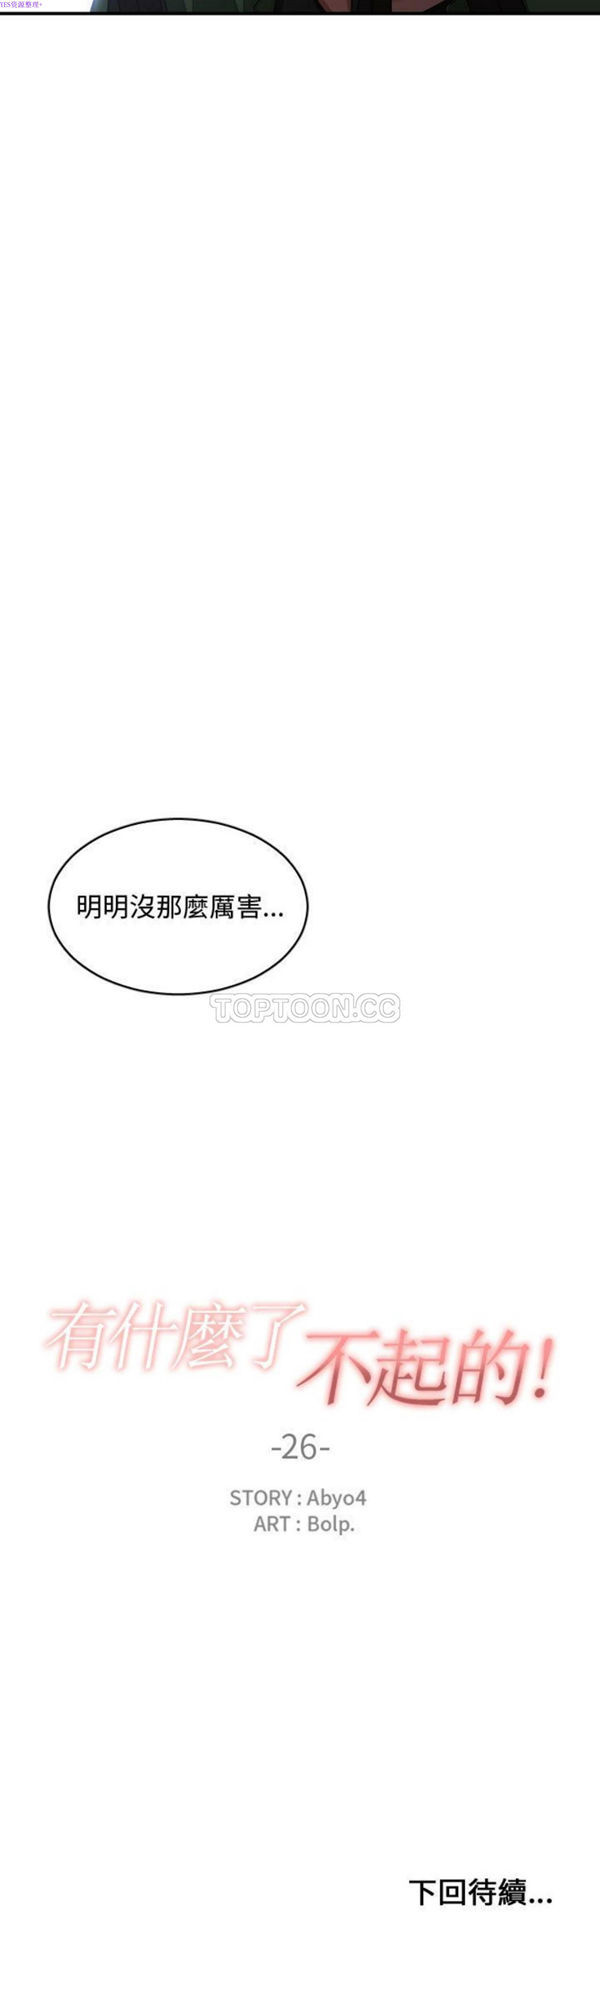 YES资源整理+
明明沒那麼厲害...
TOPTOON.CC
有什麼了
不起的!
-26-
STORY : Abyo4
ART : Bolp.
下回待續...